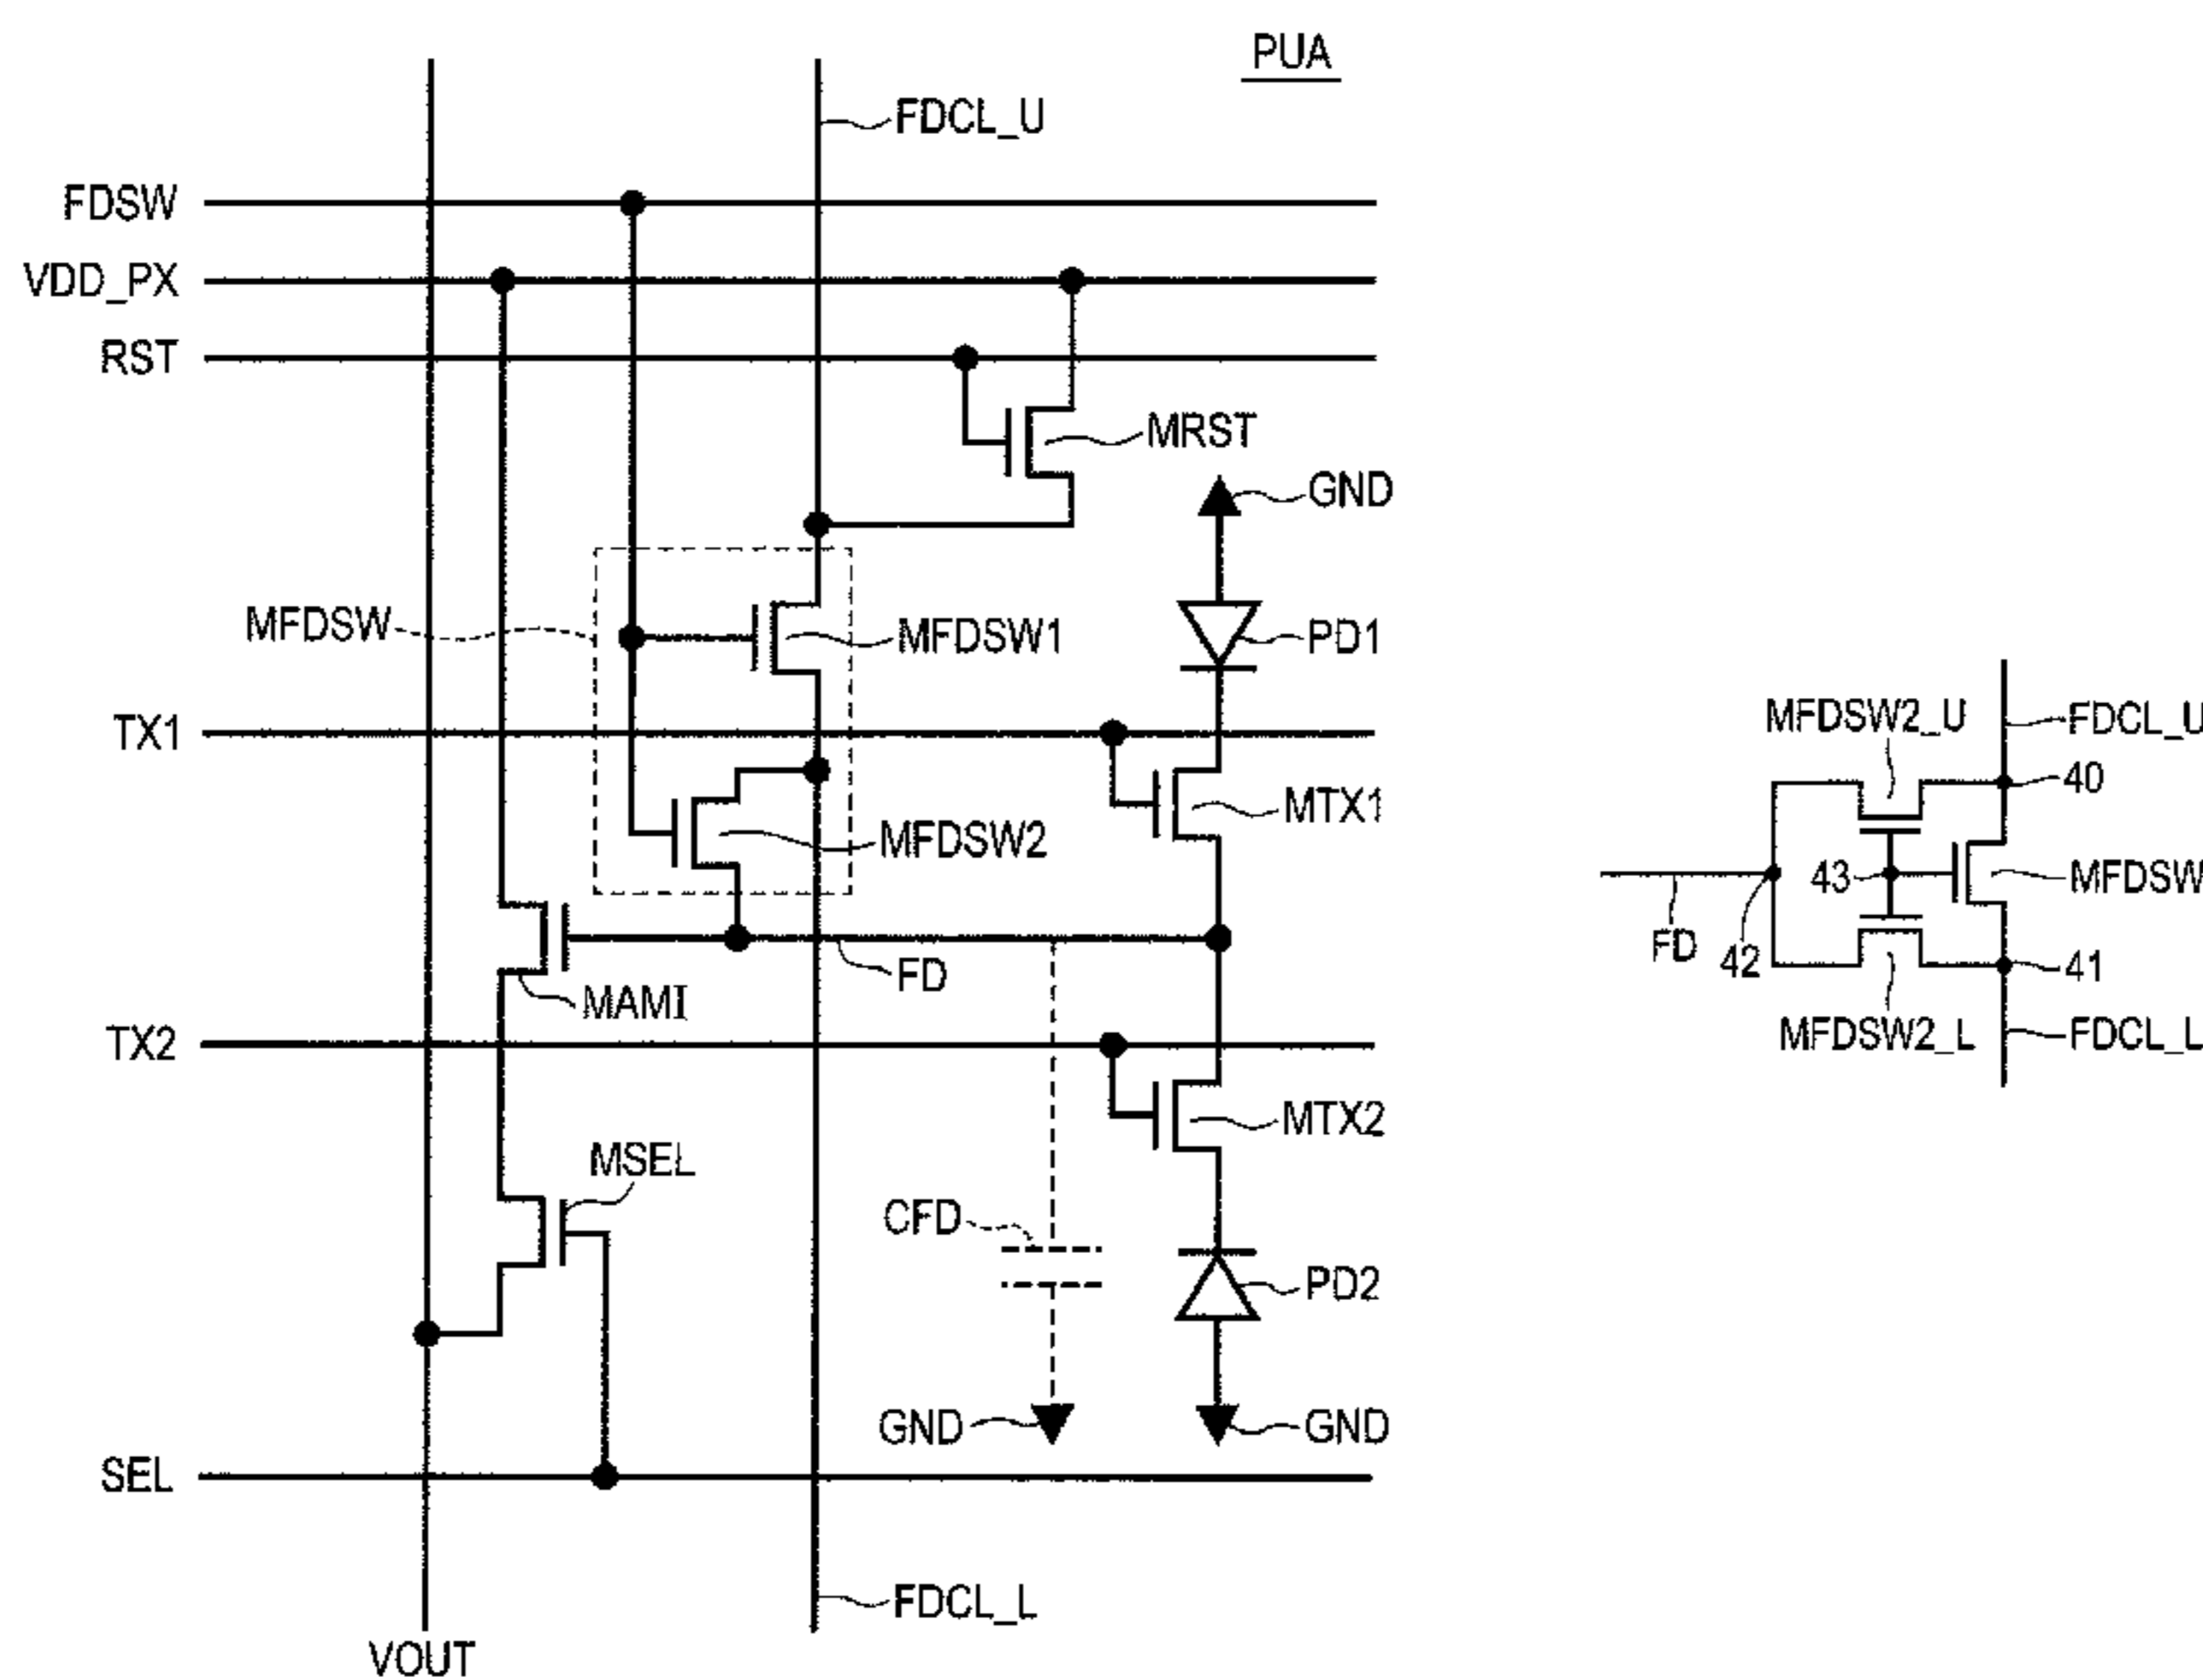 PUA
FDCL_U
FDSW
VDD_PX
RST
MRST
GND
MFDSW
MFDSW1
PD1
TX1
MFDSW2_U
FDCL_U
40
MTX1
MFDSW2
43
MFDSW
FD
42
41
FD
MAMI
TX2
MFDSW2_L
FDCL_L
MTX2
MSEL
CFD
PD2
GND
GND
SEL
FDCL_L
VOUT